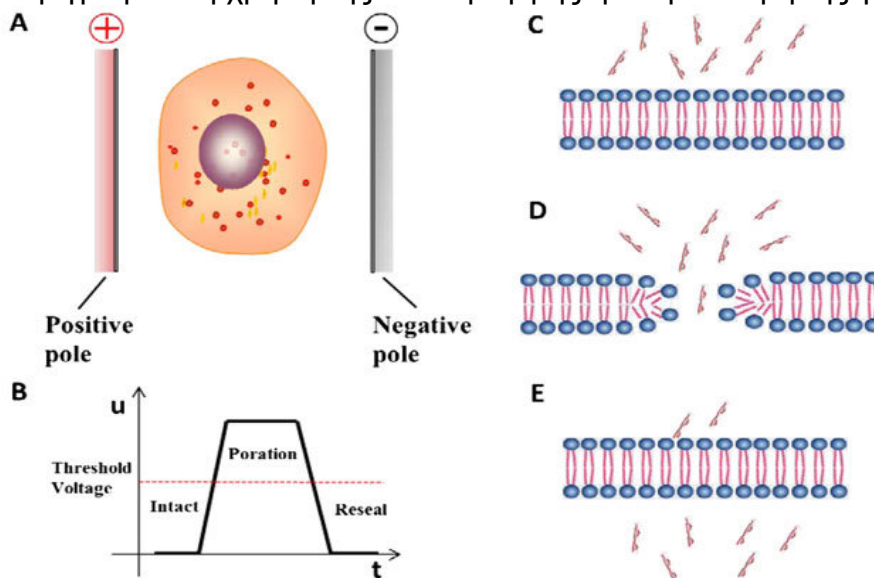 A
+
-
Positive
pole
Negative
pole
B
u
Threshold
Voltage
Poration
Intact
Reseal
t
C
D
E